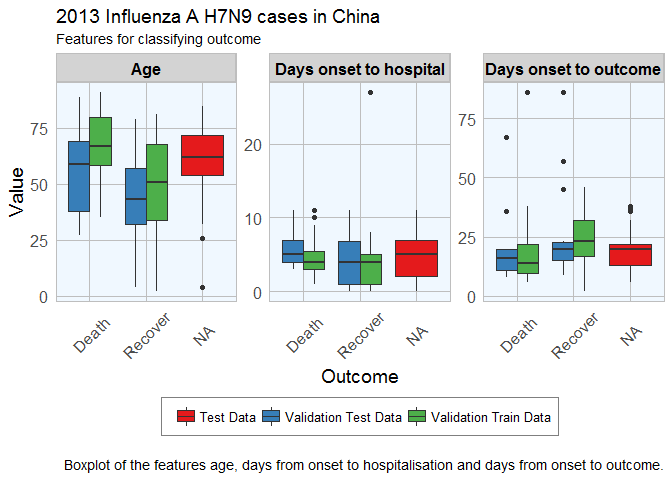 2013 Influenza A H7N9 cases in China
Features for classifying outcome
Age
Days onset to hospital
Days onset to outcome
Value
75
50
25
0
20
10
0
75
50
25
0
Death
Recover
NA
Death
Recover
NA
Death
Recover
NA
Outcome
Test Data
Validation Test Data
Validation Train Data
Boxplot of the features age, days from onset to hospitalisation and days from onset to outcome.